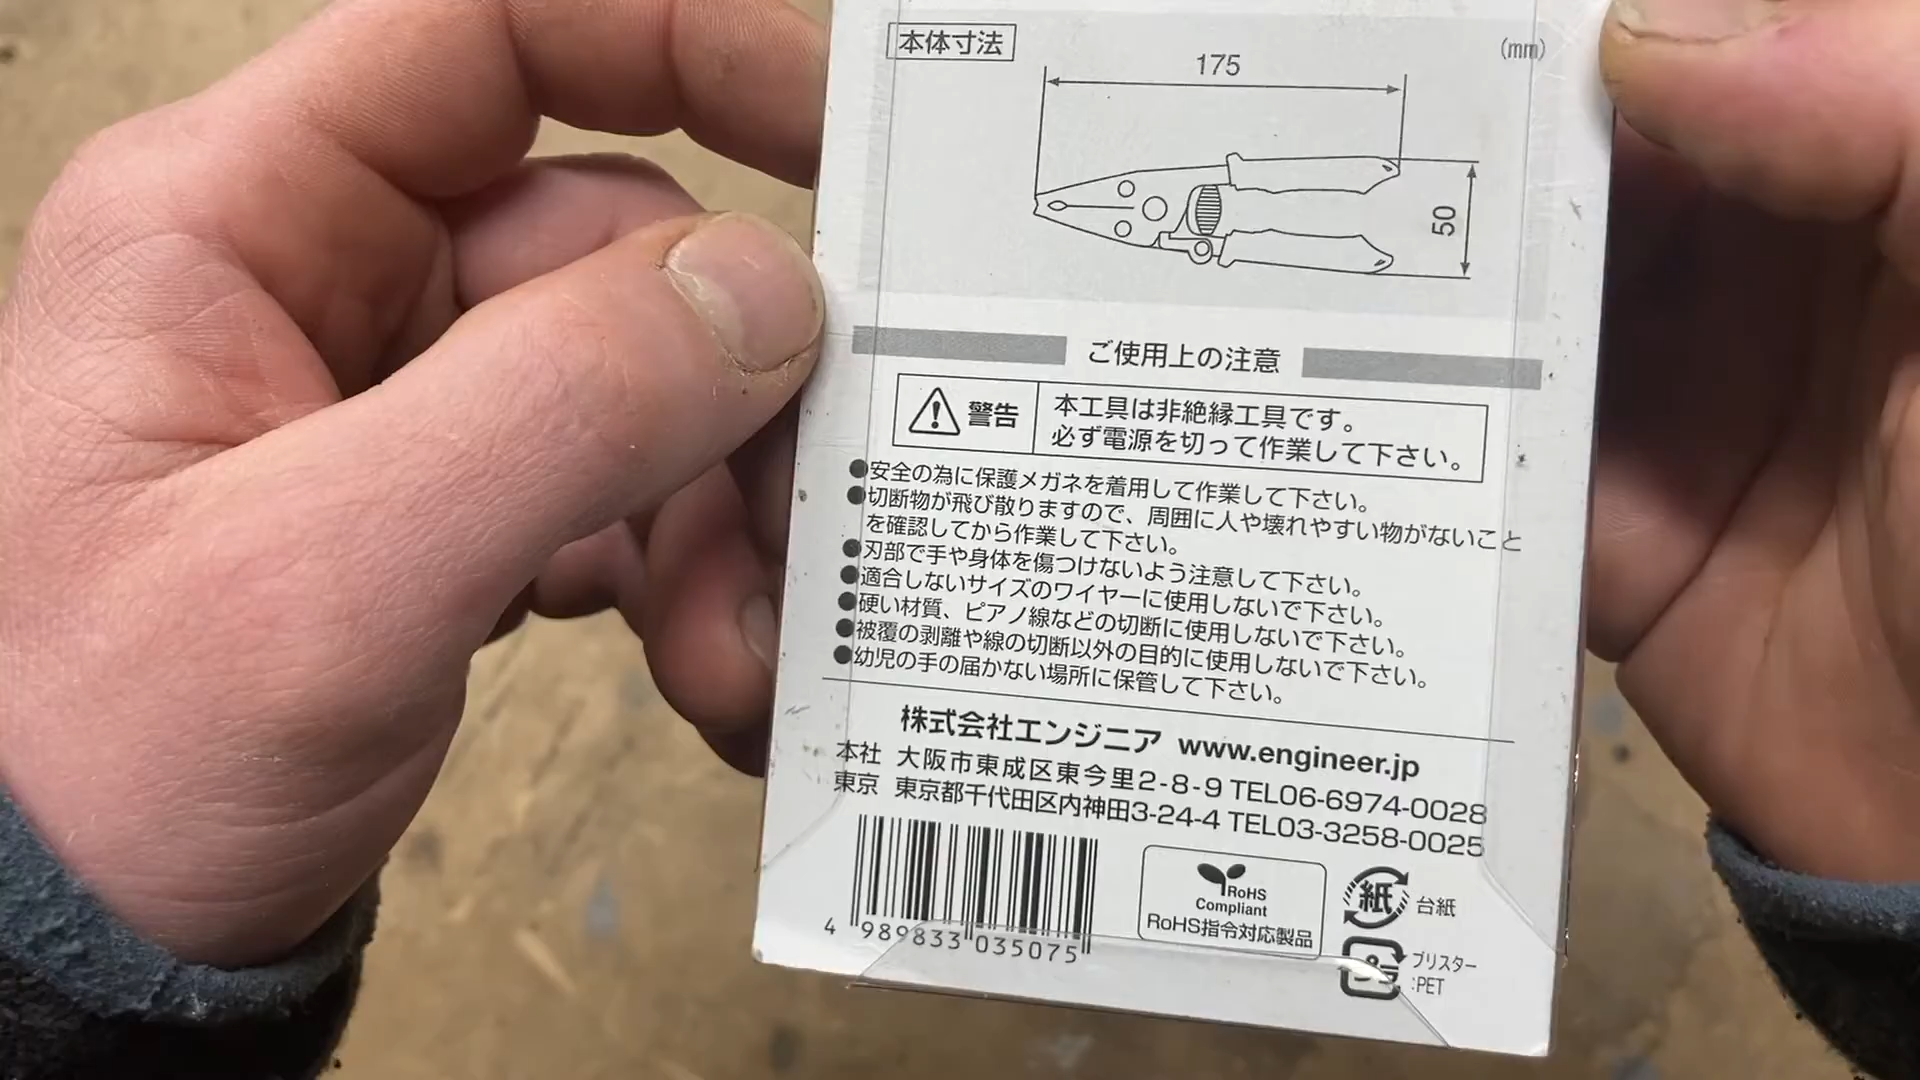 本体寸法
(mm)
175
50
ご使用上の注意
警告
本工具は非絶縁工具です。
必ず電源を切って作業して下さい。
●安全の為に保護メガネを着用して作業して下さい。
●切断物が飛び散りますので、周囲に人や壊れやすい物がないこと
を確認してから作業して下さい。
●刃部で手や身体を傷つけないよう注意して下さい。
●適合しないサイズのワイヤーに使用しないで下さい。
●硬い材質、ピアノ線などの切断に使用しないで下さい。
●被覆の剥離や線の切断以外の目的に使用しないで下さい。
●幼児の手の届かない場所に保管して下さい。
株式会社エンジニア www.engineer.jp
本社 大阪市東成区東今里2-8-9 TEL06-6974-0028
東京 東京都千代田区内神田3-24-4 TEL03-3258-0025
4 989833 035075
RoHS
Compliant
RoHS指令対応製品
紙 台紙
プラ ブリスター
:PET